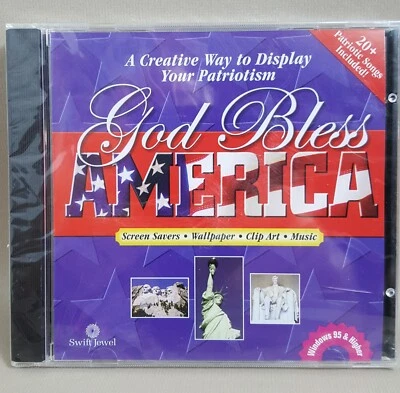 A Creative Way to Display
Your Patriotism
20+
Patriotic Songs
Included!
God Bless
AMERICA
Screen Savers • Wallpaper • Clip Art • Music
Swift Jewel
Windows 95 & Higher